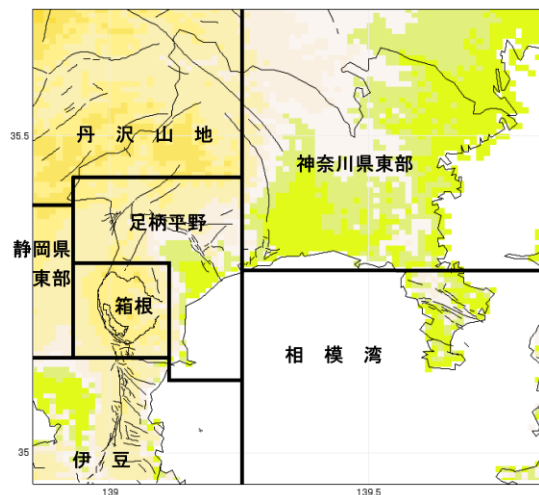 35.5
丹沢山地
神奈川県東部
足柄平野
静岡県
東部
箱根
相模湾
35
伊豆
139
139.5